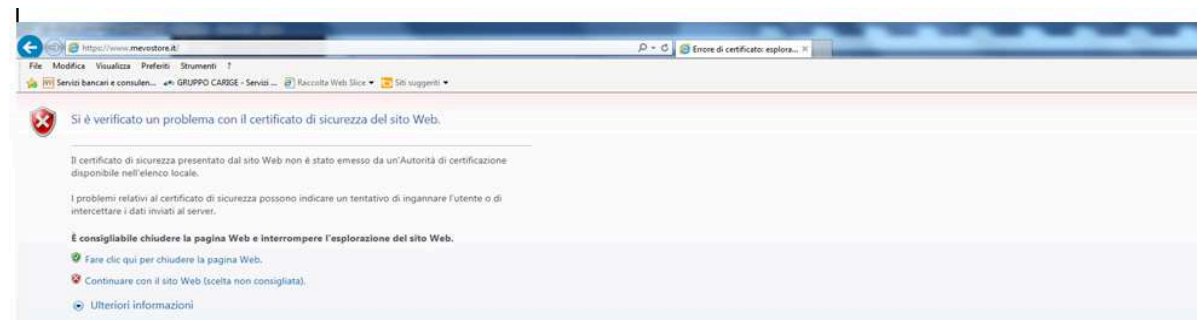 https://www.mevostore.it/
Errore di certificato: esplora...
File Modifica Visualizza Preferiti Strumenti ?
Servizi bancari e consulen... GRUPPO CARIGE - Servizi ... Raccolta Web Slice Siti suggeriti
Si è verificato un problema con il certificato di sicurezza del sito Web.
Il certificato di sicurezza presentato dal sito Web non è stato emesso da un'Autorità di certificazione
disponibile nell'elenco locale.
I problemi relativi al certificato di sicurezza possono indicare un tentativo di ingannare l'utente o di
intercettare i dati inviati al server.
È consigliabile chiudere la pagina Web e interrompere l'esplorazione del sito Web.
Fare clic qui per chiudere la pagina Web.
Continuare con il sito Web (scelta non consigliata).
Ulteriori informazioni